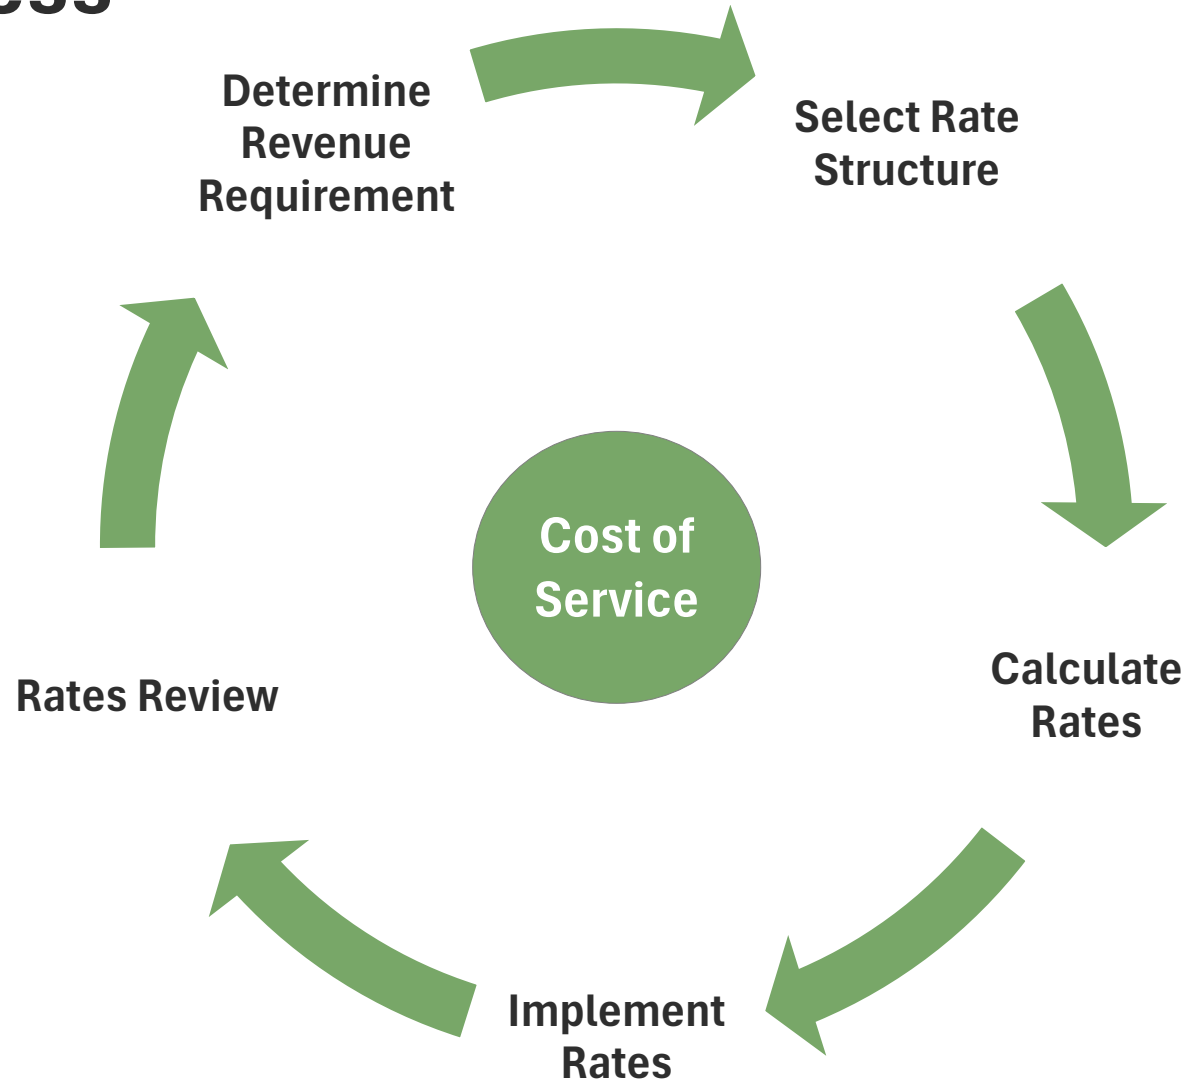 Determine
Revenue
Requirement
Select Rate
Structure
Cost of
Service
Calculate
Rates
Rates Review
Implement
Rates